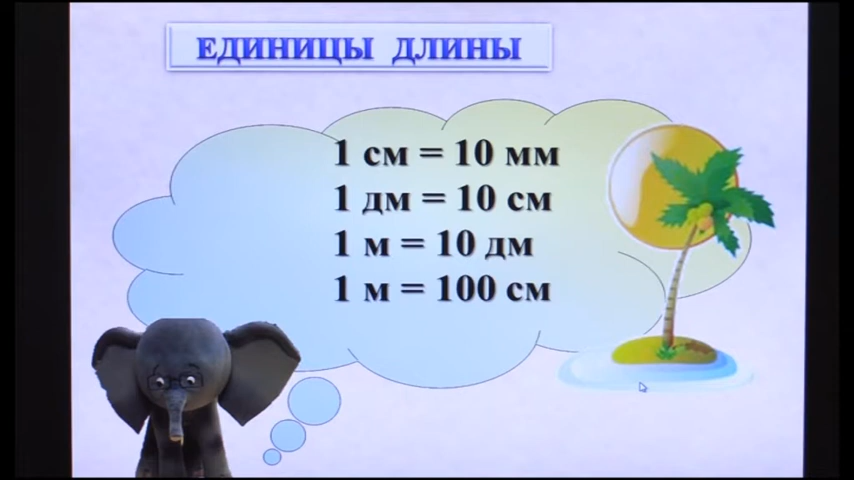 ЕДИНИЦЫ ДЛИНЫ
1 см = 10 мм
1 дм = 10 см
1 м = 10 дм
1 м = 100 см